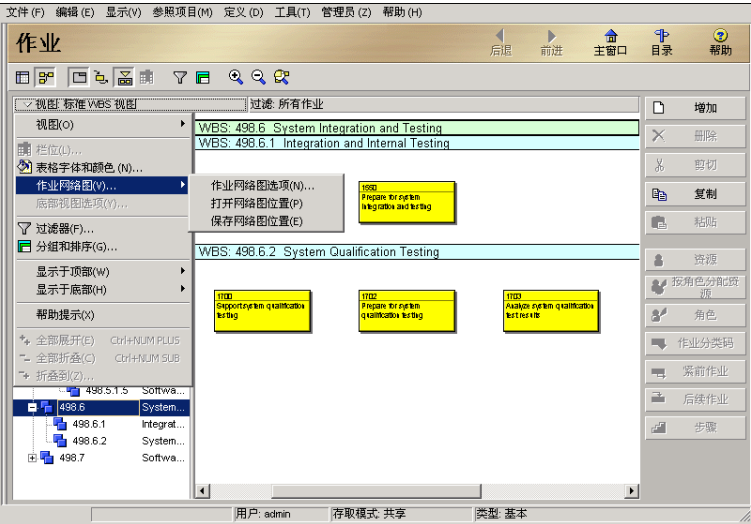 文件(F) 编辑(E) 显示(V) 参照项目(M) 定义(D) 工具(T) 管理员(Z) 帮助(H)
作业
后退 前进 主窗口 目录 帮助
视图: 标准 WBS 视图 过滤: 所有作业
视图(O)
栏位(L)...
表格字体和颜色(N)...
作业网络图(V)...
底部视图选项(Y)...
过滤器(F)...
分组和排序(G)...
显示于顶部(W)
显示于底部(H)
帮助提示(X)
全部展开(E) Ctrl+NUM PLUS
全部折叠(C) Ctrl+NUM SUB
折叠到(Z)...
作业网络图选项(N)...
打开网络图位置(P)
保存网络图位置(E)
498.5.1.5 Softwa...
498.6 System...
498.6.1 Integrat...
498.6.2 System...
498.7 Softwa...
WBS: 498.6 System Integration and Testing
WBS: 498.6.1 Integration and Internal Testing
1550
Prepare for system
integration and testing
WBS: 498.6.2 System Qualification Testing
1700
Support system qualification
testing
1702
Prepare for system
qualification testing
1703
Analyze system qualification
test results
增加
删除
剪切
复制
粘贴
资源
按角色分配资
源
角色
作业分类码
紧前作业
后续作业
步骤
用户: admin 存取模式: 共享 类型: 基本